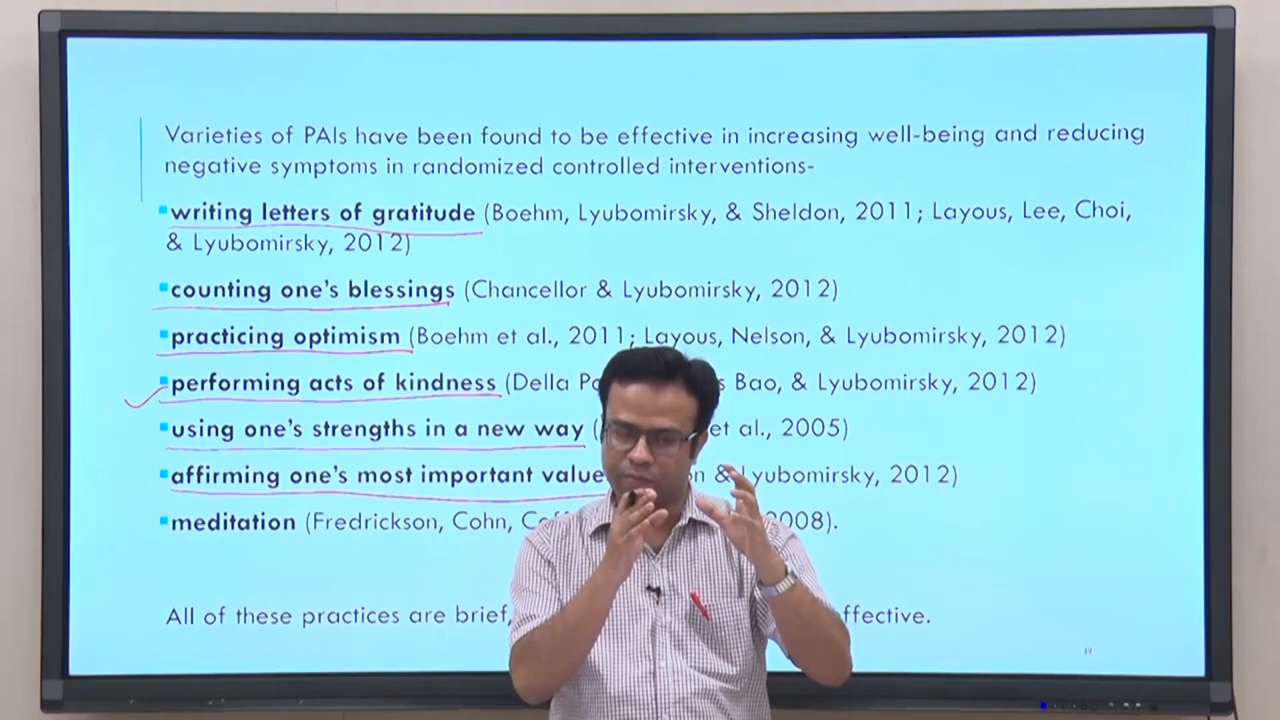 Varieties of PAIs have been found to be effective in increasing well-being and reducing
negative symptoms in randomized controlled interventions-
▪writing letters of gratitude (Boehm, Lyubomirsky, & Sheldon, 2011; Layous, Lee, Choi,
& Lyubomirsky, 2012)
▪counting one's blessings (Chancellor & Lyubomirsky, 2012)
▪practicing optimism (Boehm et al., 2011; Layous, Nelson, & Lyubomirsky, 2012)
▪performing acts of kindness (Della Bao, & Lyubomirsky, 2012)
▪using one's strengths in a new way ( et al., 2005)
▪affirming one's most important & Lyubomirsky, 2012)
▪meditation (Fredrickson, Cohn, 2008).
All of these practices are brief,
49